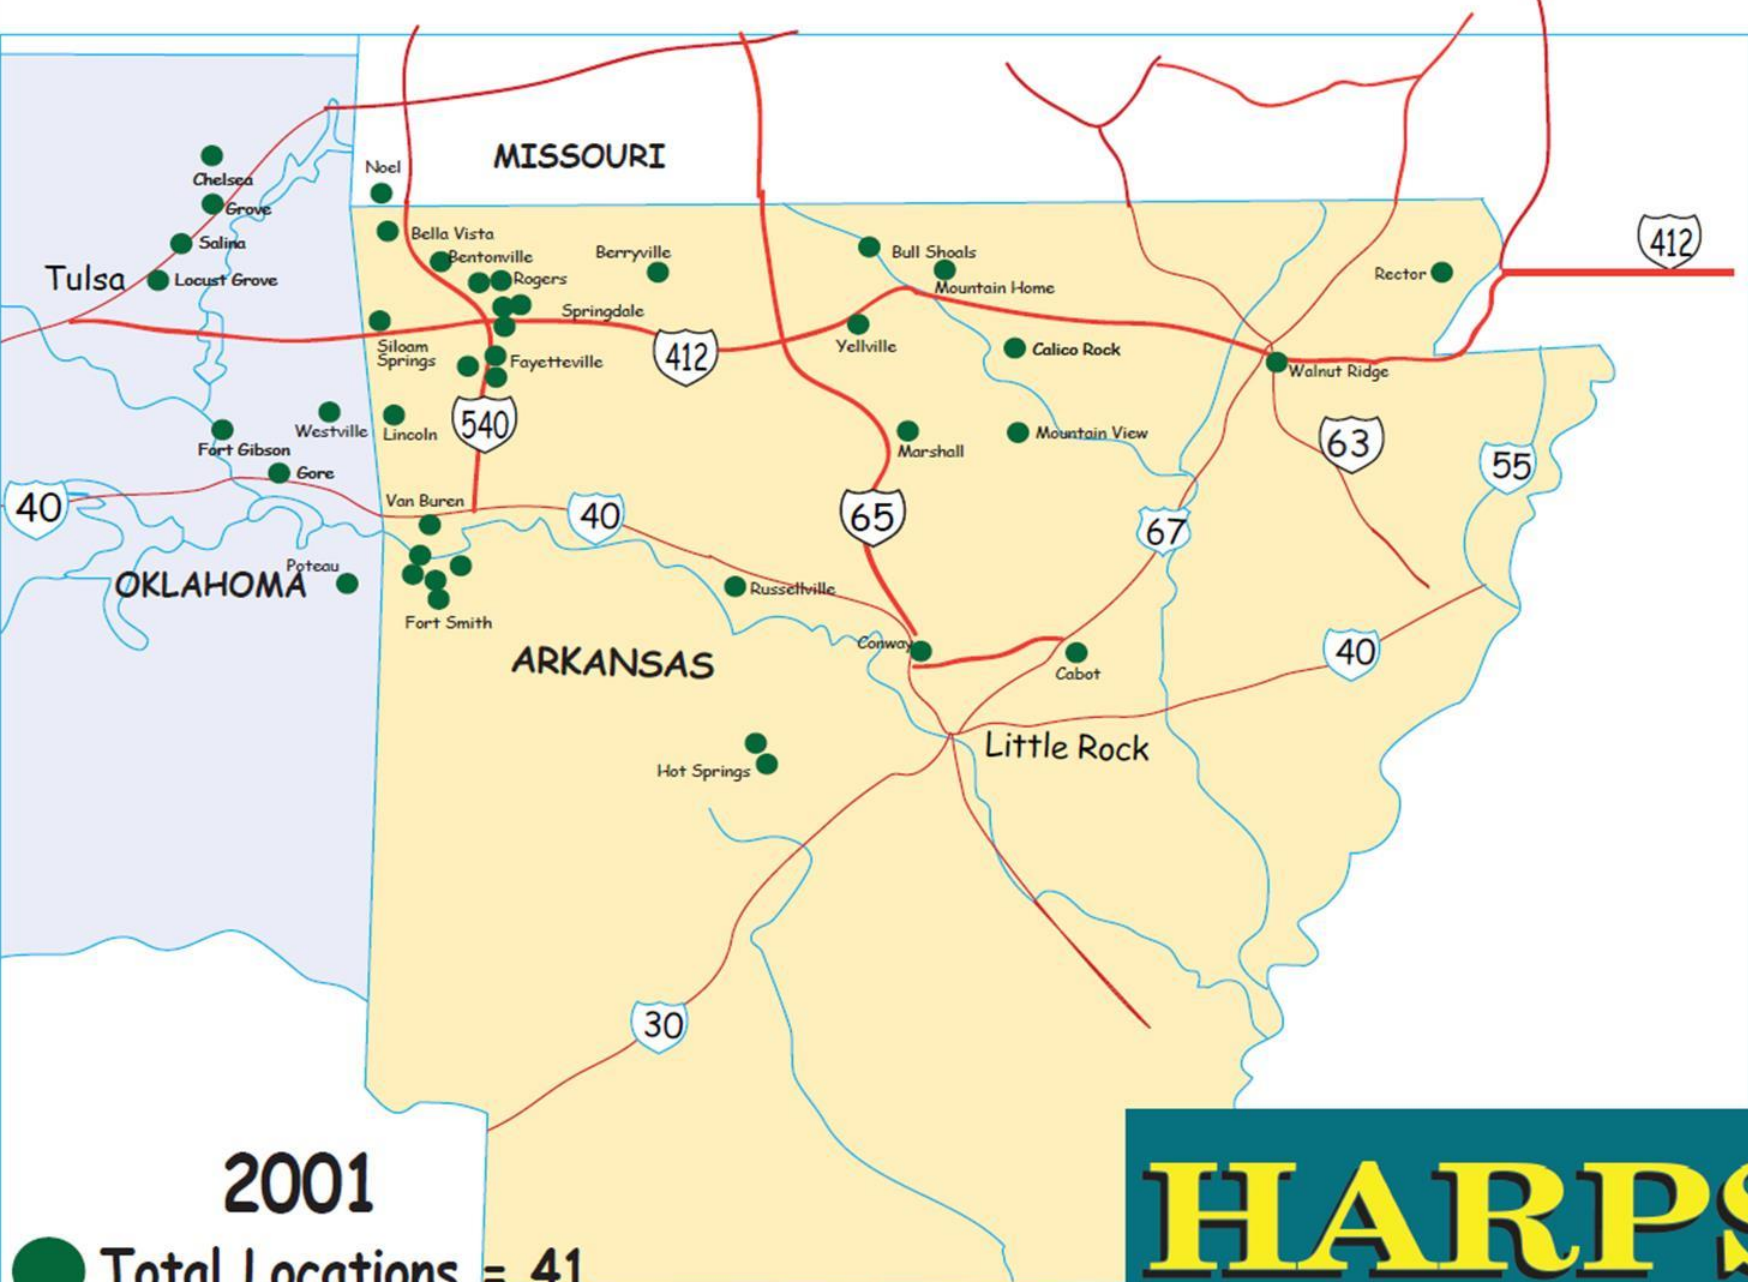 MISSOURI
Noel
Chelsea
Grove
Salina
Tulsa
Locust Grove
Bella Vista
Bentonville
Rogers
Berryville
Springdale
Bull Shoals
Mountain Home
Rector
412
Siloam
Springs
Fayetteville
412
Yellville
Calico Rock
Walnut Ridge
540
Westville
Lincoln
Fort Gibson
Gore
Marshall
Mountain View
63
55
40
Van Buren
40
65
67
Poteau
OKLAHOMA
Fort Smith
Russellville
ARKANSAS
Conway
Cabot
40
Little Rock
Hot Springs
30
2001
Total Locations = 41
HARPS